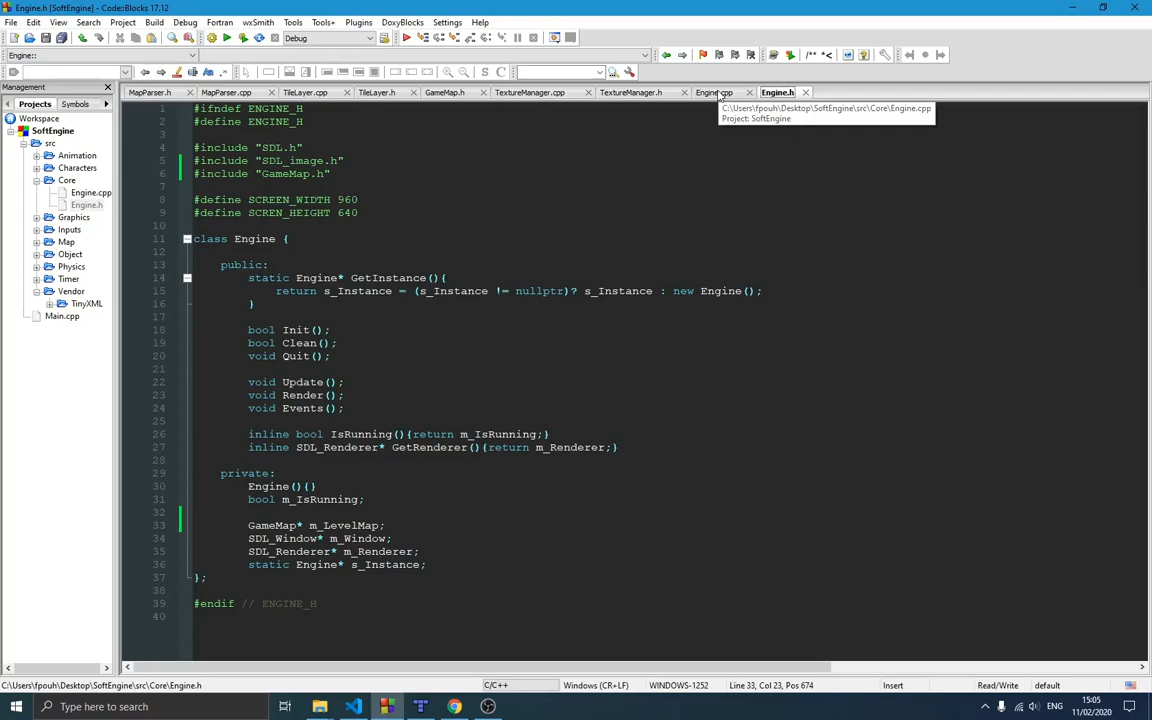 Engine.h [SoftEngine] - Code::Blocks 17.12
File Edit View Search Project Build Debug Fortran wxSmith Tools Tools+ Plugins DoxyBlocks Settings Help
Debug
Engine::
/** *<
S C
Management
MapParser.h MapParser.cpp TileLayer.cpp TileLayer.h GameMap.h TextureManager.cpp TextureManager.h Engine.cpp Engine.h
Projects Symbols
Workspace
SoftEngine
src
Animation
Characters
Core
Engine.cpp
Engine.h
Graphics
Inputs
Map
Object
Physics
Timer
Vendor
TinyXML
Main.cpp
C:\Users\fpouh\Desktop\SoftEngine\src\Core\Engine.cpp
Project: SoftEngine
1 #ifndef ENGINE_H
2 #define ENGINE_H
3
4 #include "SDL.h"
5 #include "SDL_image.h"
6 #include "GameMap.h"
7
8 #define SCREEN_WIDTH 960
9 #define SCREN_HEIGHT 640
10
11 class Engine {
12
13 public:
14 static Engine* GetInstance(){
15 return s_Instance = (s_Instance != nullptr)? s_Instance : new Engine();
16 }
17
18 bool Init();
19 bool Clean();
20 void Quit();
21
22 void Update();
23 void Render();
24 void Events();
25
26 inline bool IsRunning(){return m_IsRunning;}
27 inline SDL_Renderer* GetRenderer(){return m_Renderer;}
28
29 private:
30 Engine(){}
31 bool m_IsRunning;
32
33 GameMap* m_LevelMap;
34 SDL_Window* m_Window;
35 SDL_Renderer* m_Renderer;
36 static Engine* s_Instance;
37 };
38
39 #endif // ENGINE_H
40
C:\Users\fpouh\Desktop\SoftEngine\src\Core\Engine.h C/C++ Windows (CR+LF) WINDOWS-1252 Line 33, Col 23, Pos 674 Insert Read/Write default
Type here to search
ENG
15:05
11/02/2020